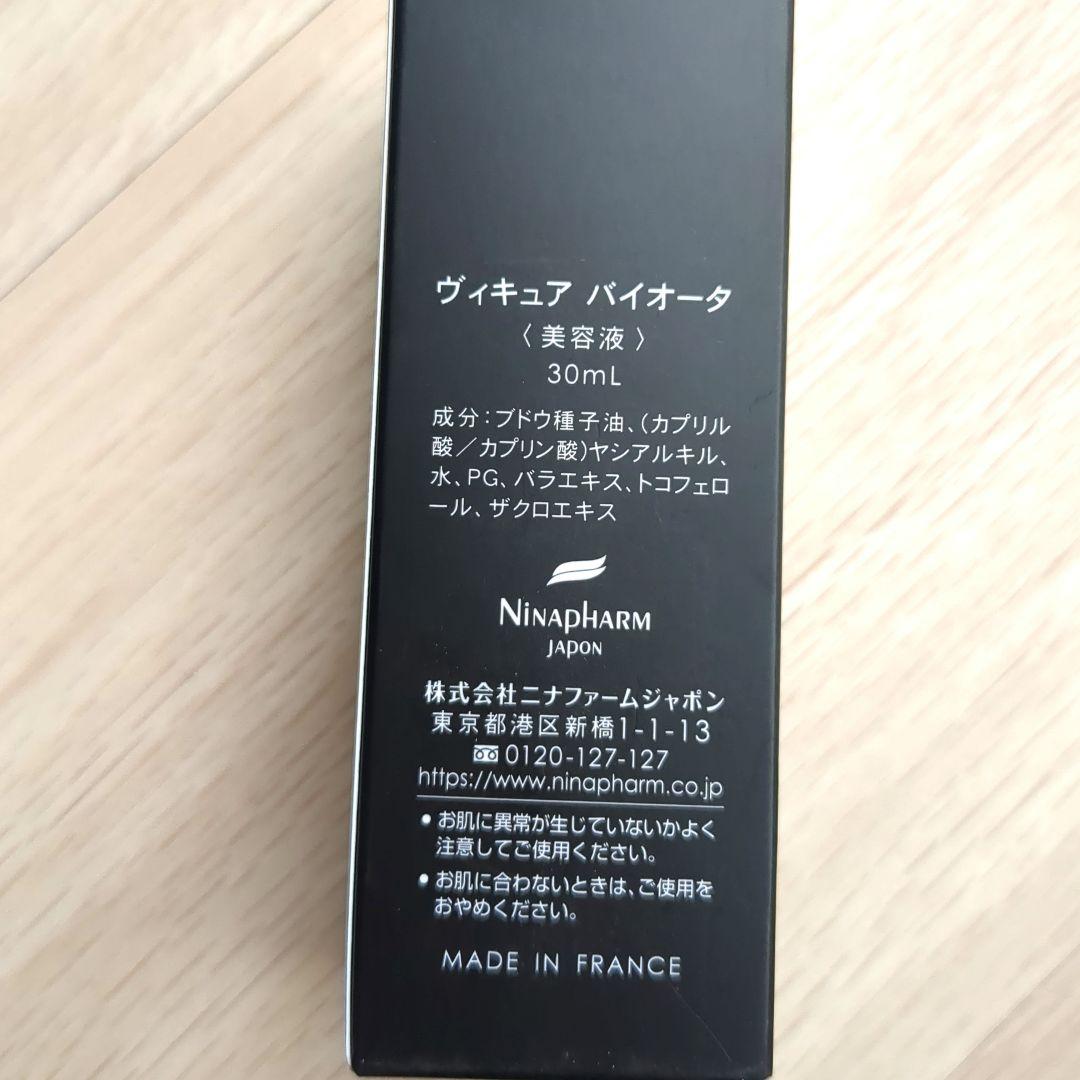 ヴィキュア バイオータ
〈美容液〉
30mL
成分：ブドウ種子油、（カプリル
酸／カプリン酸）ヤシアルキル、
水、PG、バラエキス、トコフェロ
ール、ザクロエキス
NINAPHARM
JAPON
株式会社ニナファームジャポン
東京都港区新橋1-1-13
0120-127-127
https://www.ninapharm.co.jp
●お肌に異常が生じていないかよく
注意してご使用ください。
●お肌に合わないときは、ご使用を
おやめください。
MADE IN FRANCE